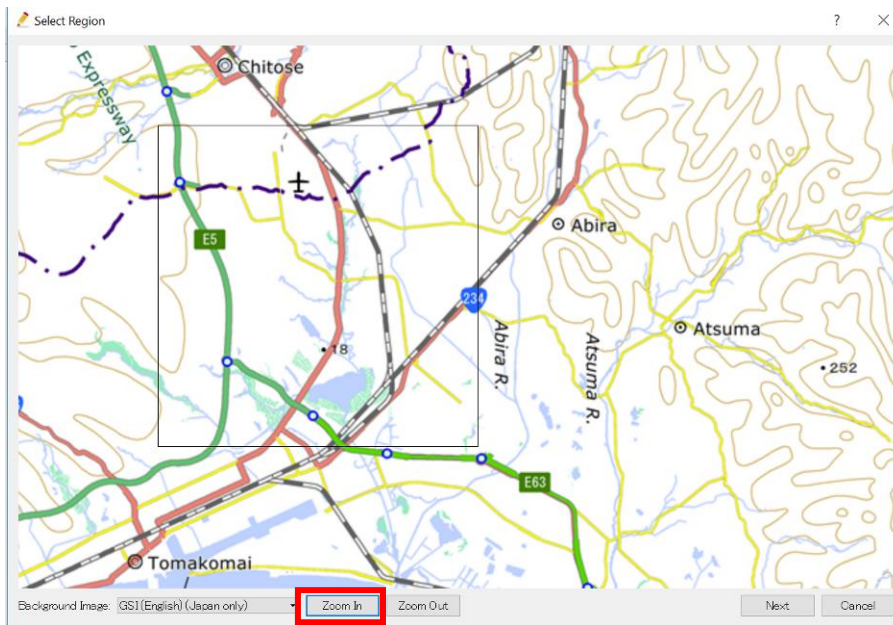 Select Region
?
Chitose
Expressway
E5
Abira
234
Abira R.
Atsuma R.
Atsuma
18
252
E63
Tomakomai
Background Image: GSI(English)(Japan only)
Zoom In
Zoom Out
Next
Cancel